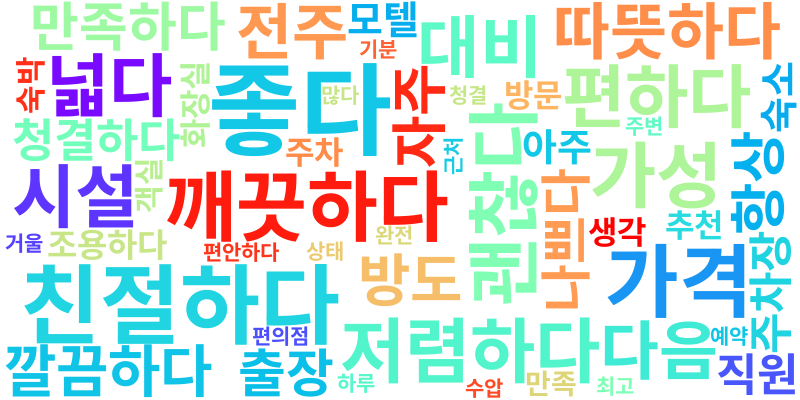 만족하다
전주
모텔
기분
대비
따뜻하다
숙박
넓다
화장실
좋다
많다
자주
청결
방문
편하다
숙소
청결하다
객실
주차
근처
괜찮다
아주
주변
가성
항상
시설
깨끗하다
나쁘다
생각
추천
거울
조용하다
편안하다
상태
완전
방도
가격
주차장
친절하다
편의점
저렴하다
다음
예약
깔끔하다
출장
하루
수압
만족
최고
직원